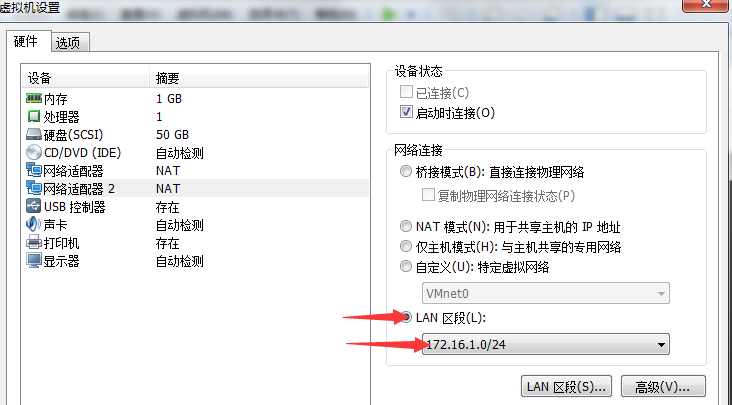 虚拟机设置
硬件 选项
设备 摘要
内存 1 GB
处理器 1
硬盘(SCSI) 50 GB
CD/DVD (IDE) 自动检测
网络适配器 NAT
网络适配器 2 NAT
USB 控制器 存在
声卡 自动检测
打印机 存在
显示器 自动检测
设备状态
已连接(C)
启动时连接(O)
网络连接
桥接模式(B): 直接连接物理网络
复制物理网络连接状态(P)
NAT 模式(N): 用于共享主机的 IP 地址
仅主机模式(H): 与主机共享的专用网络
自定义(U): 特定虚拟网络
VMnet0
LAN 区段(L):
172.16.1.0/24
LAN 区段(S)... 高级(V)...